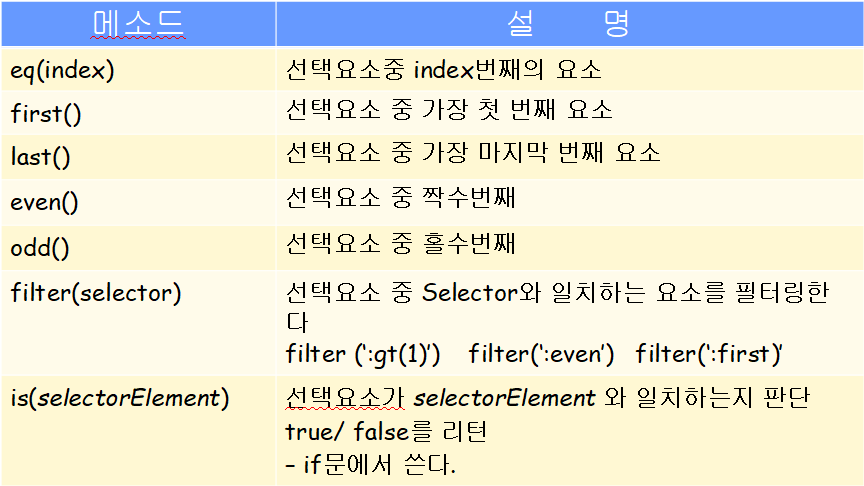 메소드 설 명
eq(index) 선택요소중 index번째의 요소
first() 선택요소 중 가장 첫 번째 요소
last() 선택요소 중 가장 마지막 번째 요소
even() 선택요소 중 짝수번째
odd() 선택요소 중 홀수번째
filter(selector) 선택요소 중 Selector와 일치하는 요소를 필터링한
다
filter (‘:gt(1)’) filter(‘:even’) filter(‘:first)’
is(selectorElement) 선택요소가 selectorElement 와 일치하는지 판단
true/ false를 리턴
– if문에서 쓴다.